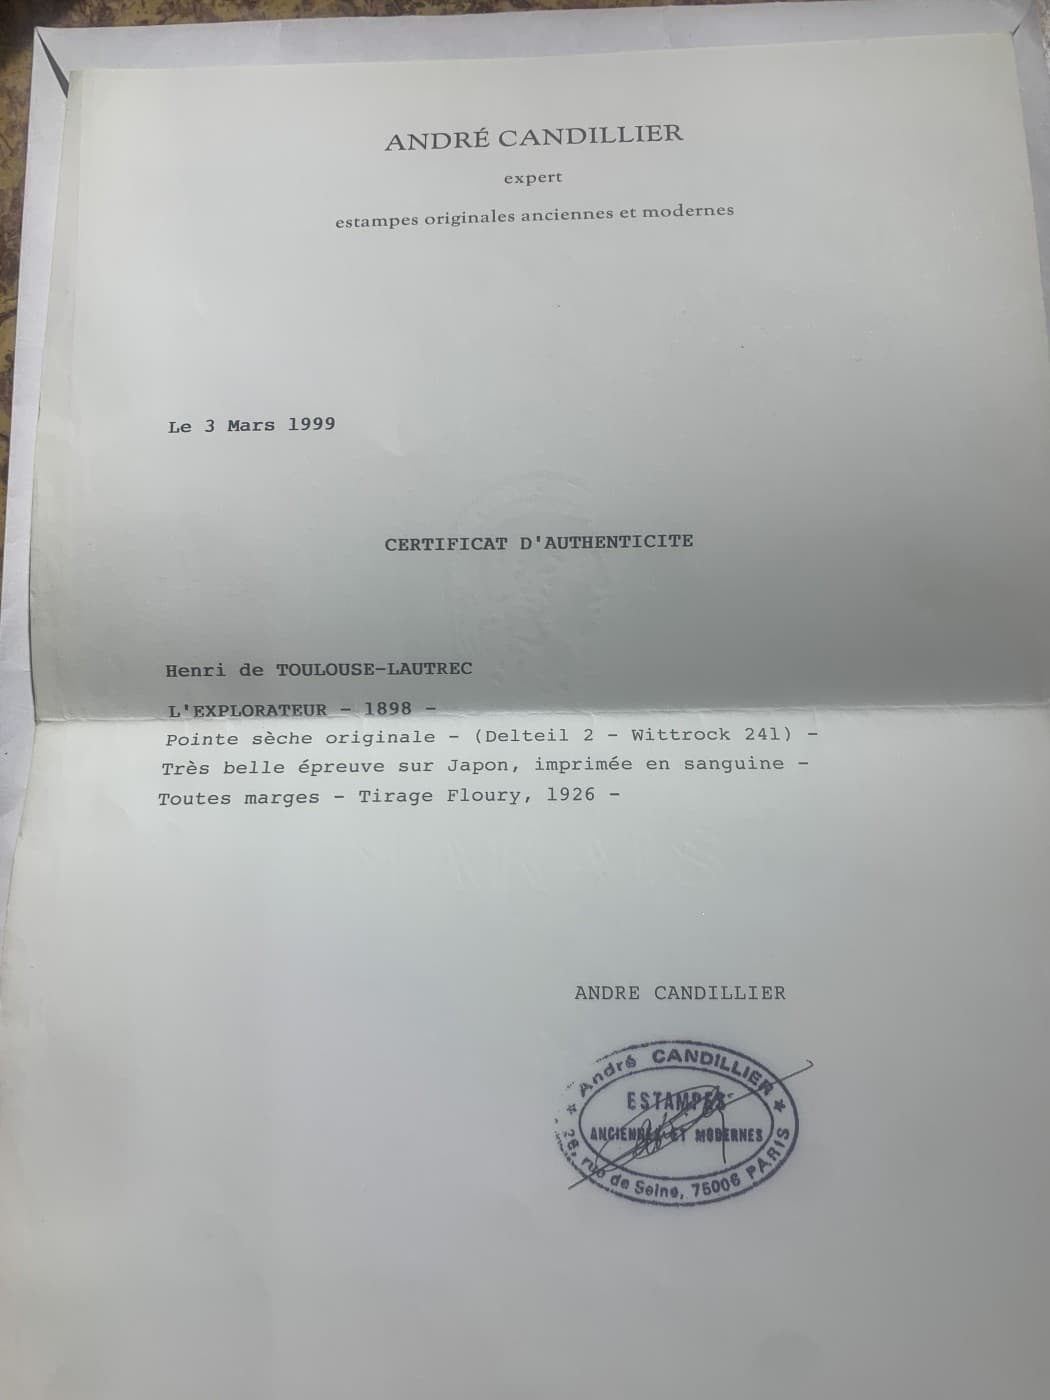 ANDRÉ CANDILLIER
expert
estampes originales anciennes et modernes
Le 3 Mars 1999
CERTIFICAT D'AUTHENTICITE
Henri de TOULOUSE-LAUTREC
L'EXPLORATEUR - 1898 -
Pointe sèche originale - (Delteil 2 - Wittrock 241) -
Très belle épreuve sur Japon, imprimée en sanguine -
Toutes marges - Tirage Floury, 1926 -
ANDRE CANDILLIER
* André CANDILLIER *
ESTAMPES
ANCIENNES ET MODERNES
26, rue de Seine, 75006 PARIS